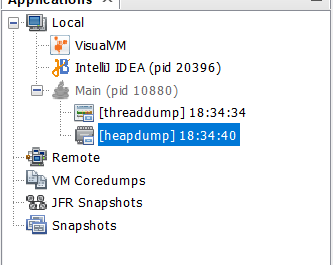 Applications
Local
VisualVM
IntelliJ IDEA (pid 20396)
Main (pid 10880)
[threaddump] 18:34:34
[heapdump] 18:34:40
Remote
VM Coredumps
JFR Snapshots
Snapshots